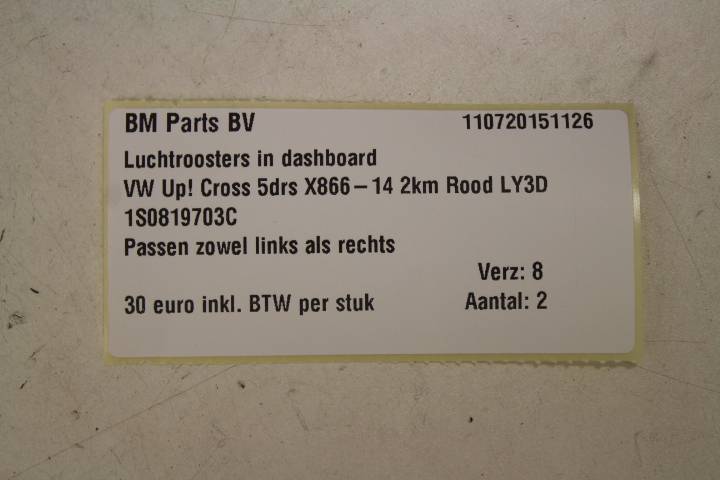 BM Parts BV 110720151126
Luchtroosters in dashboard
VW Up! Cross 5drs X866-14 2km Rood LY3D
1S0819703C
Passen zowel links als rechts
Verz: 8
30 euro inkl. BTW per stuk Aantal: 2